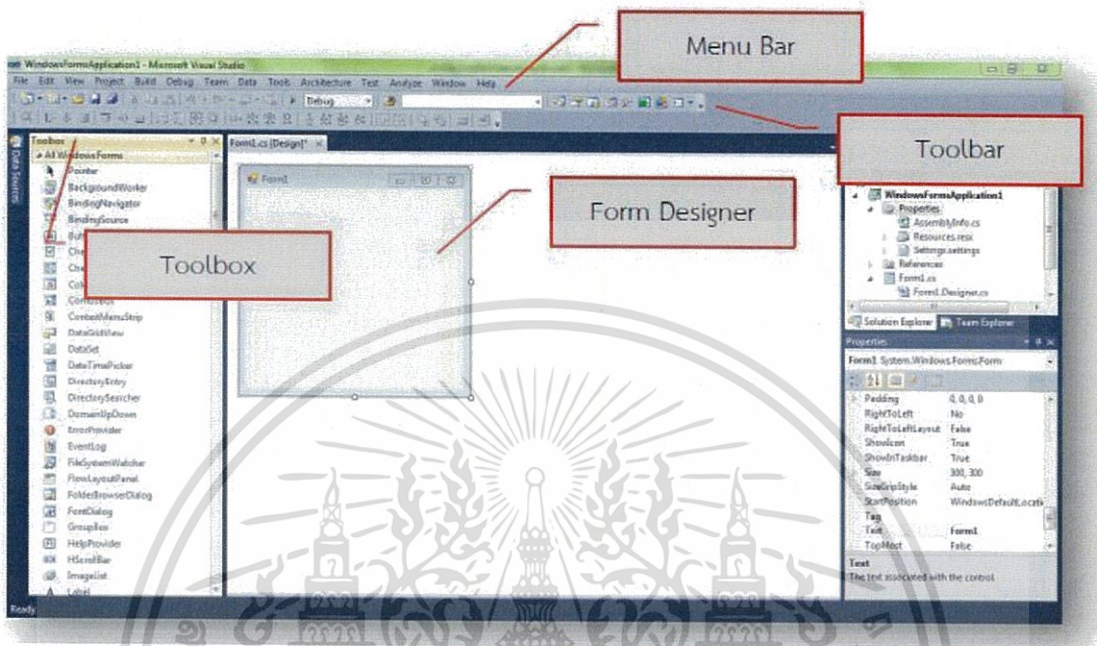 Menu Bar
WindowsFormsApplication1 - Microsoft Visual Studio
File Edit View Project Build Debug Team Data Tools Architecture Test Analyze Window Help
Debug
Toolbar
Toolbox
Form1.cs [Design]*
Data Sources
All Windows Forms
Pointer
BackgroundWorker
BindingNavigator
BindingSource
Form1
Form Designer
Toolbox
ContextMenuStrip
DataGridView
DataSet
DateTimePicker
DirectoryEntry
DirectorySearcher
DomainUpDown
ErrorProvider
EventLog
FileSystemWatcher
FlowLayoutPanel
FolderBrowserDialog
FontDialog
GroupBox
HelpProvider
HScrollBar
ImageList
Label
WindowsFormsApplication1
Properties
AssemblyInfo.cs
Resources.resx
Settings.settings
References
Form1.cs
Form1.Designer.cs
Solution Explorer Team Explorer
Properties
Form1 System.Windows.Forms.Form
Padding 0, 0, 0, 0
RightToLeft No
RightToLeftLayout False
ShowIcon True
ShowInTaskbar True
Size 300, 300
SizeGripStyle Auto
StartPosition WindowsDefaultLocati
Tag
Text Form1
TopMost False
Text
The text associated with the control.
Ready